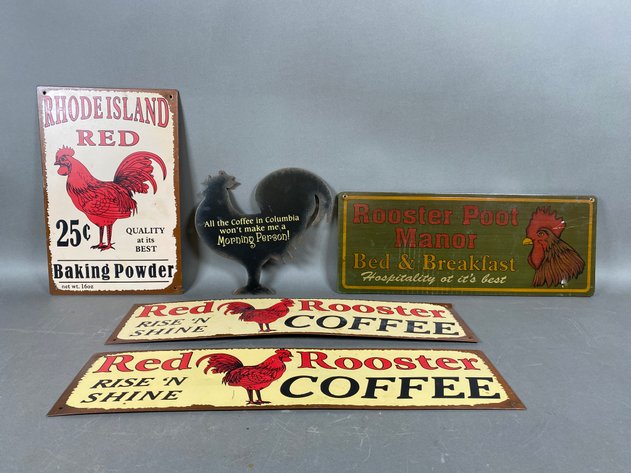 RHODE ISLAND
RED
25¢
QUALITY
at its
BEST
Baking Powder
net wt. 16oz
All the Coffee in Columbia
won't make me a
Morning Person!
Rooster Poot
Manor
Bed & Breakfast
Hospitality at it's best
Red Rooster
RISE 'N
SHINE
COFFEE
Red Rooster
RISE 'N
SHINE
COFFEE